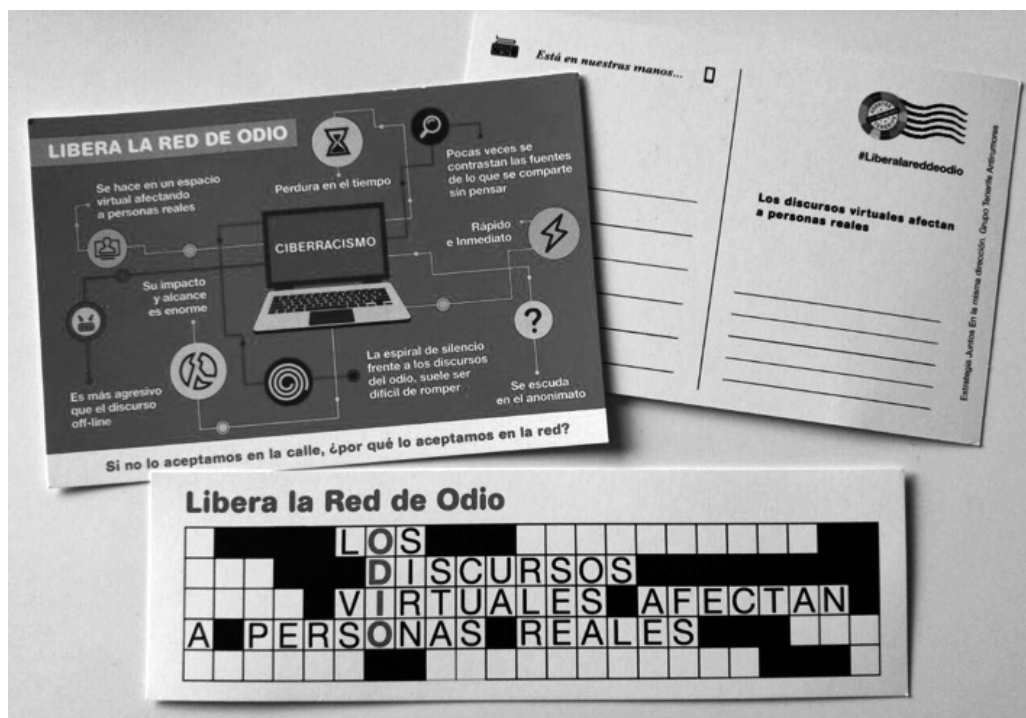 LIBERA LA RED DE ODIO
Perdura en el tiempo
Pocas veces se
contrastan las fuentes
de lo que se comparte
sin pensar
Se hace en un espacio
virtual afectando
a personas reales
CIBERRACISMO
Rápido
e Inmediato
Su impacto
y alcance
es enorme
?
Es más agresivo
que el discurso
off-line
La espiral de silencio
frente a los discursos
del odio, suele ser
difícil de romper
Se escuda
en el anonimato
Si no lo aceptamos en la calle, ¿por qué lo aceptamos en la red?
Está en nuestras manos...
#Liberalareddeodio
Los discursos virtuales afectan
a personas reales
Estrategia Juntos En la misma dirección. Grupo Tenerife Antirumores
Libera la Red de Odio
LOS
DISCURSOS
VIRTUALES AFECTAN
A PERSONAS REALES